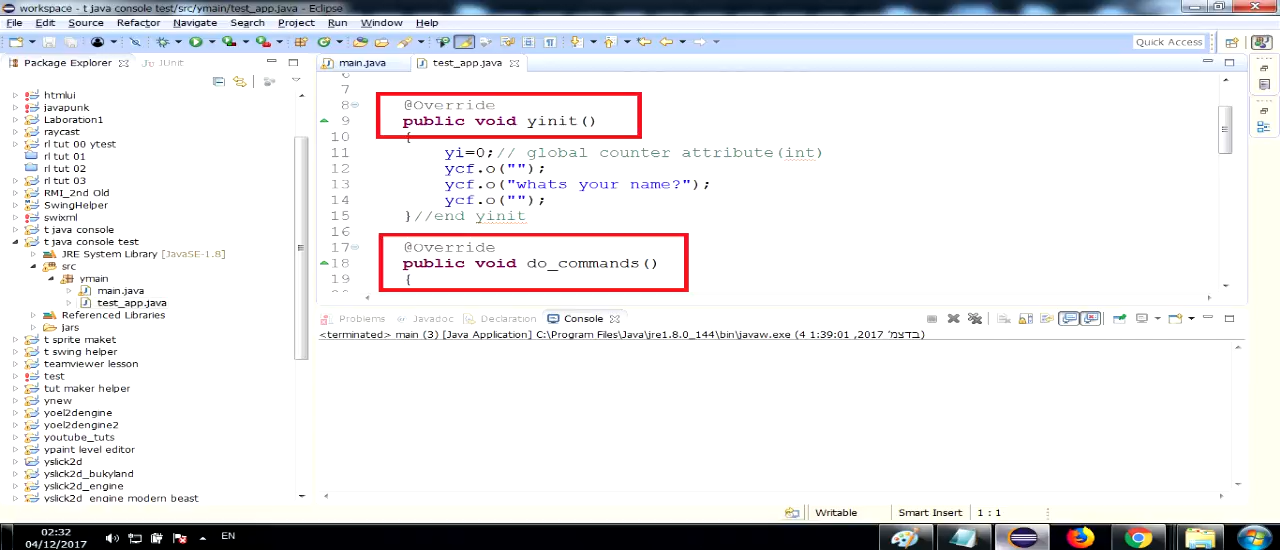 workspace - t java console test/src/ymain/test_app.java - Eclipse
File Edit Source Refactor Navigate Search Project Run Window Help
Quick Access
Package Explorer
JUnit
htmlui
javapunk
Laboration1
raycast
rl tut 00 ytest
rl tut 01
rl tut 02
rl tut 03
RMI_2nd Old
SwingHelper
swixml
t java console
t java console test
JRE System Library [JavaSE-1.8]
src
ymain
main.java
test_app.java
Referenced Libraries
jars
t sprite maket
t swing helper
teamviewer lesson
test
tut maker helper
ynew
yoel2dengine
yoel2dengine2
youtube_tuts
ypaint level editor
yslick2d
yslick2d_bukyland
yslick2d_engine
yslick2d_engine modern beast
main.java
test_app.java
6
7
8 @Override
9 public void yinit()
10 {
11 yi=0;// global counter attribute(int)
12 ycf.o("");
13 ycf.o("whats your name?");
14 ycf.o("");
15 }//end yinit
16
17 @Override
18 public void do_commands()
19 {
Problems Javadoc Declaration Console
<terminated> main (3) [Java Application] C:\Program Files\Java\jre1.8.0_144\bin\javaw.exe (4 בדצמ׳ 2017, 1:39:01)
Writable
Smart Insert
1 : 1
02:32
04/12/2017
EN